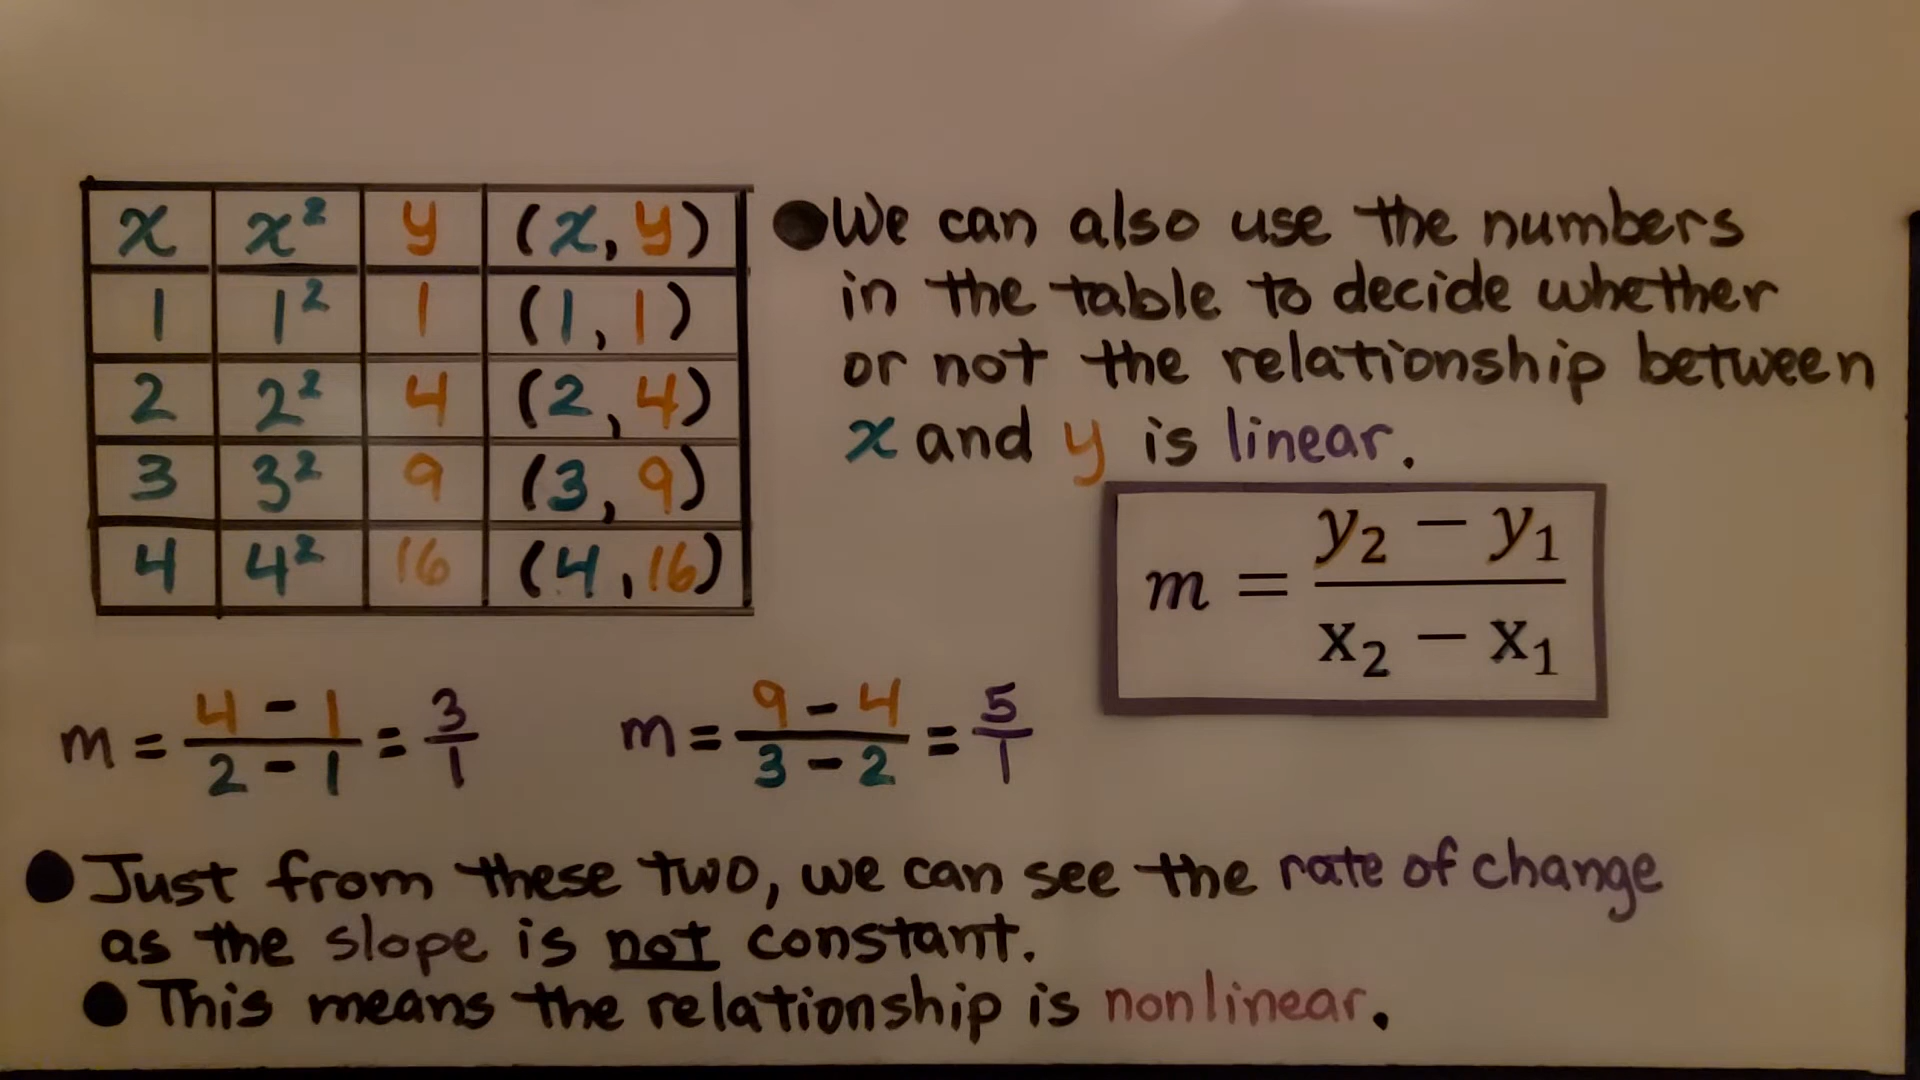 x x² y (x, y)
1 1² 1 (1, 1)
2 2² 4 (2, 4)
3 3² 9 (3, 9)
4 4² 16 (4, 16)
● We can also use the numbers
in the table to decide whether
or not the relationship between
x and y is linear.
m = (y₂ − y₁)/(x₂ − x₁)
m = (4 - 1)/(2 - 1) = 3/1
m = (9 - 4)/(3 - 2) = 5/1
● Just from these two, we can see the rate of change
as the slope is not constant.
● This means the relationship is nonlinear.